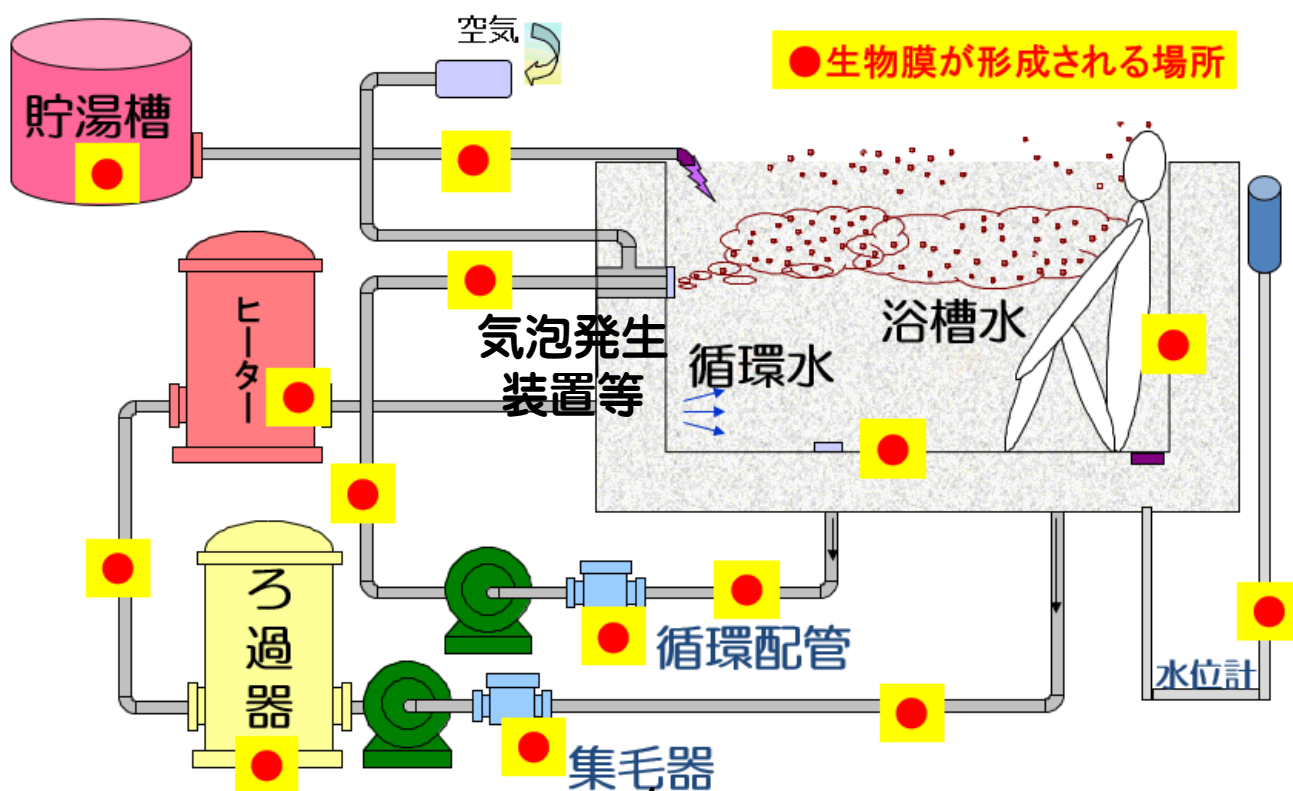 空気
●生物膜が形成される場所
貯湯槽
ヒーター
気泡発生
装置等
循環水
浴槽水
ろ過器
循環配管
水位計
集毛器